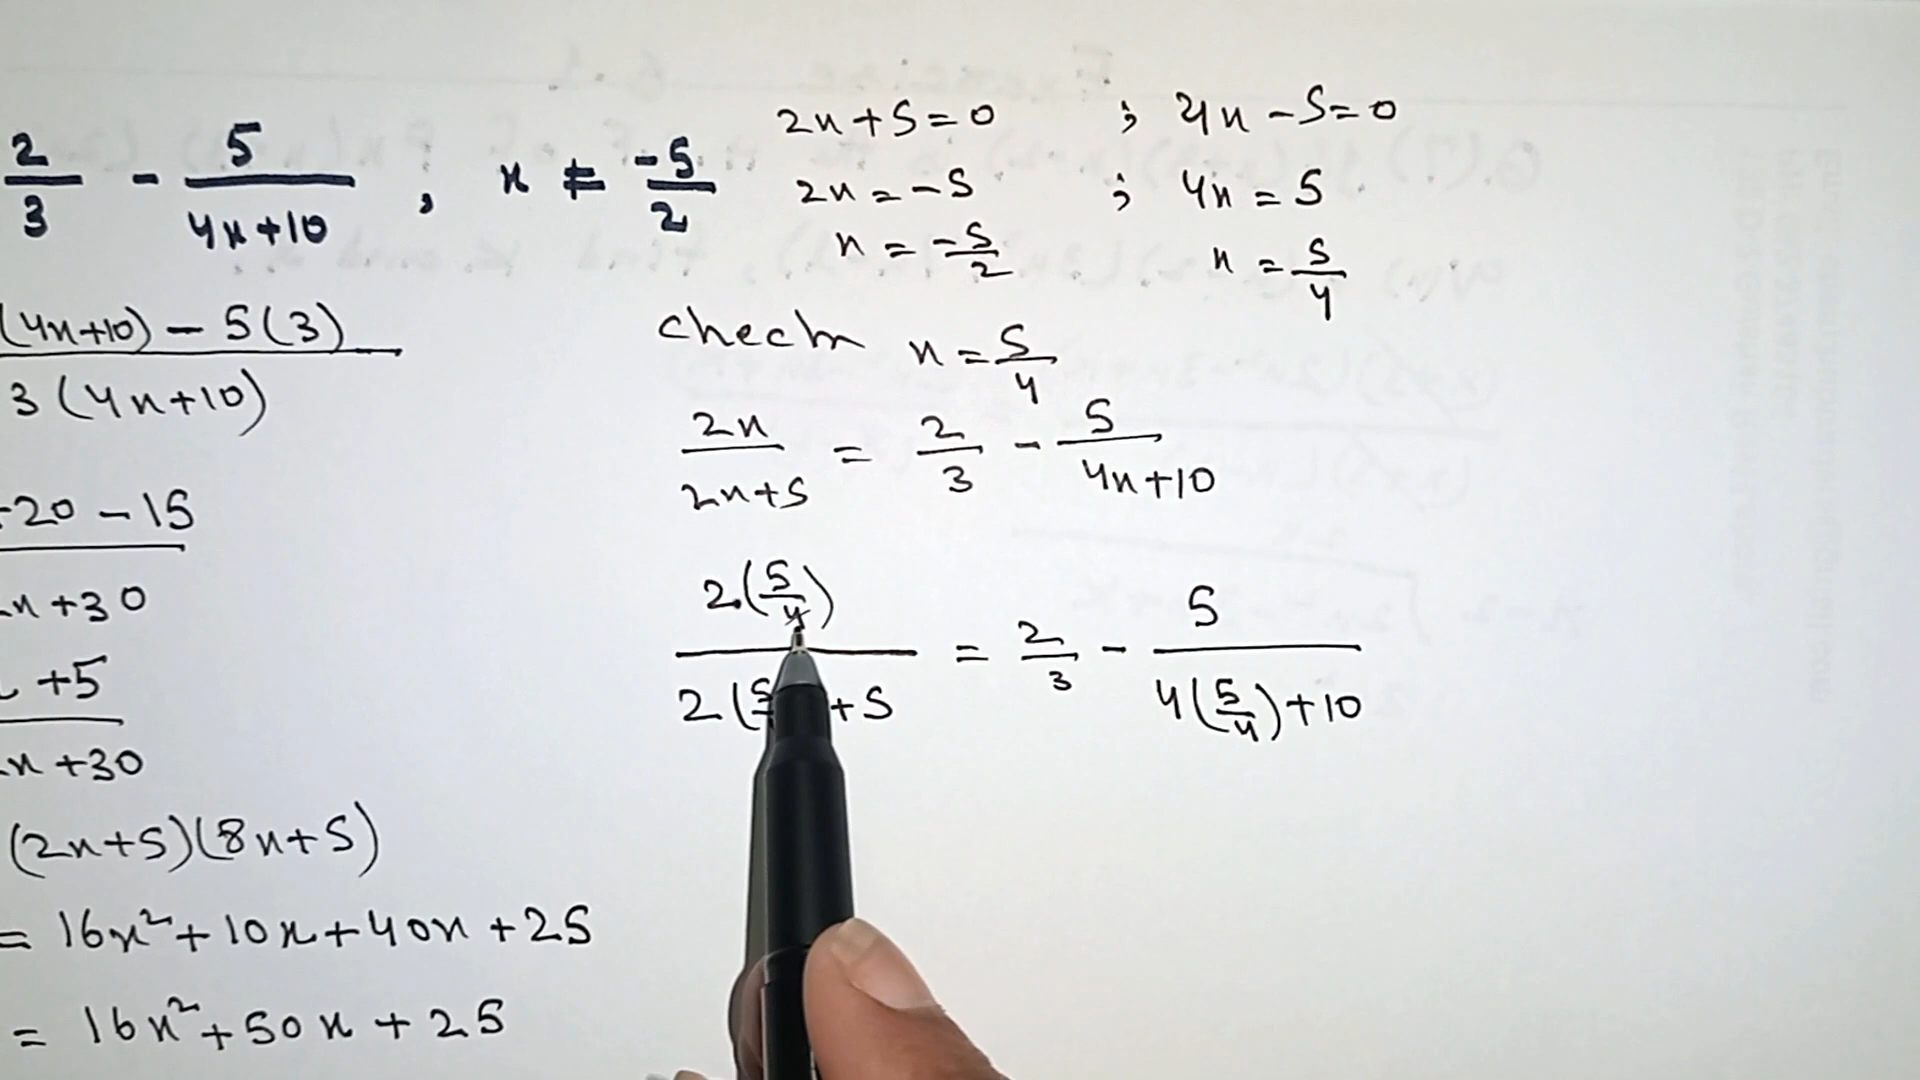 2/3 - 5/(4x+10) , x ≠ -5/2
(4x+10) - 5(3)
3(4x+10)
20 - 15
x + 30
+5
x + 30
(2x+5)(8x+5)
= 16x² + 10x + 40x + 25
= 16x² + 50x + 25
2x + 5 = 0 ; 4x - 5 = 0
2x = -5 ; 4x = 5
x = -5/2 x = 5/4
Check x = 5/4
2x/(2x+5) = 2/3 - 5/(4x+10)
2(5/4)/(2(5 + 5) = 2/3 - 5/(4(5/4)+10)